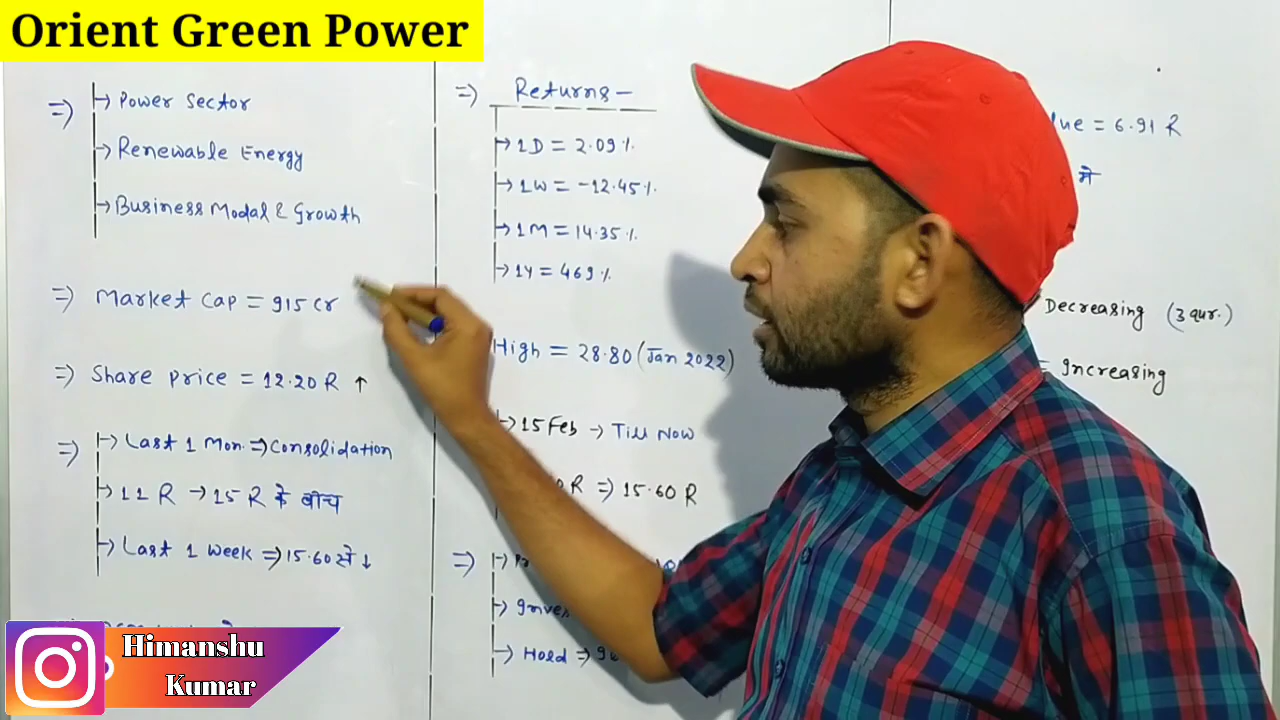 Orient Green Power
=> Power Sector
Renewable Energy
Business Modal & Growth
=> Market Cap = 915 Cr
=> Share price = 12.20 R ↑
=> Last 1 Mon. => Consolidation
11 R → 15 R के बीच
Last 1 Week => 15.60 से ↓
=> Returns -
1D = 2.09%
1W = -12.45%
1M = 14.35%
1Y = 469%
High = 28.80 (Jan 2022)
15 Feb → Till Now
R => 15.60 R
=>
Hold =>
= 6.91 R
में
Decreasing (3 qur.)
= Increasing
Himanshu
Kumar